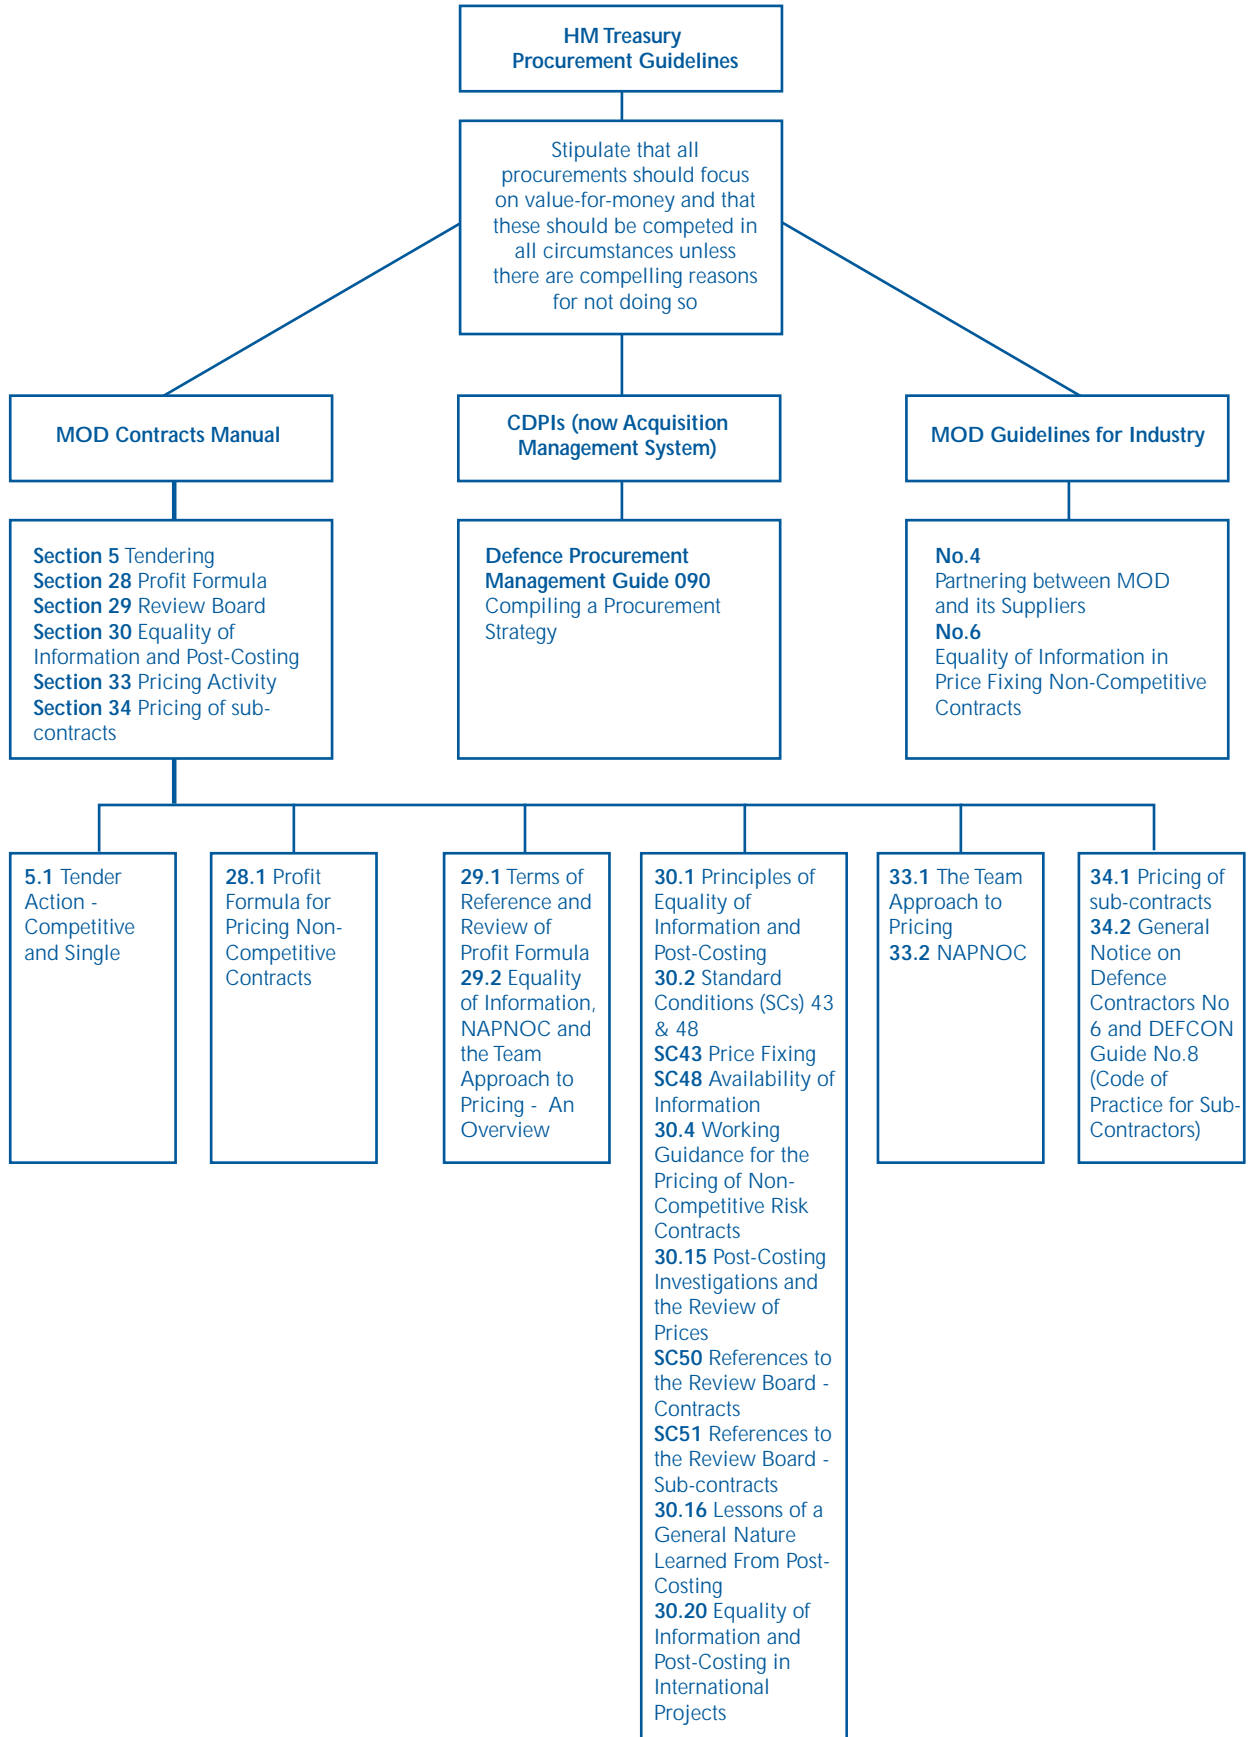 HM Treasury
Procurement Guidelines
Stipulate that all
procurements should focus
on value-for-money and that
these should be competed in
all circumstances unless
there are compelling reasons
for not doing so
MOD Contracts Manual
CDPIs (now Acquisition
Management System)
MOD Guidelines for Industry
Section 5 Tendering
Section 28 Profit Formula
Section 29 Review Board
Section 30 Equality of
Information and Post-Costing
Section 33 Pricing Activity
Section 34 Pricing of sub-
contracts
Defence Procurement
Management Guide 090
Compiling a Procurement
Strategy
No.4
Partnering between MOD
and its Suppliers
No.6
Equality of Information in
Price Fixing Non-Competitive
Contracts
5.1 Tender
Action -
Competitive
and Single
28.1 Profit
Formula for
Pricing Non-
Competitive
Contracts
29.1 Terms of
Reference and
Review of
Profit Formula
29.2 Equality
of Information,
NAPNOC and
the Team
Approach to
Pricing - An
Overview
30.1 Principles of
Equality of
Information and
Post-Costing
30.2 Standard
Conditions (SCs) 43
& 48
SC43 Price Fixing
SC48 Availability of
Information
30.4 Working
Guidance for the
Pricing of Non-
Competitive Risk
Contracts
30.15 Post-Costing
Investigations and
the Review of
Prices
SC50 References to
the Review Board -
Contracts
SC51 References to
the Review Board -
Sub-contracts
30.16 Lessons of a
General Nature
Learned From Post-
Costing
30.20 Equality of
Information and
Post-Costing in
International
Projects
33.1 The Team
Approach to
Pricing
33.2 NAPNOC
34.1 Pricing of
sub-contracts
34.2 General
Notice on
Defence
Contractors No
6 and DEFCON
Guide No.8
(Code of
Practice for Sub-
Contractors)